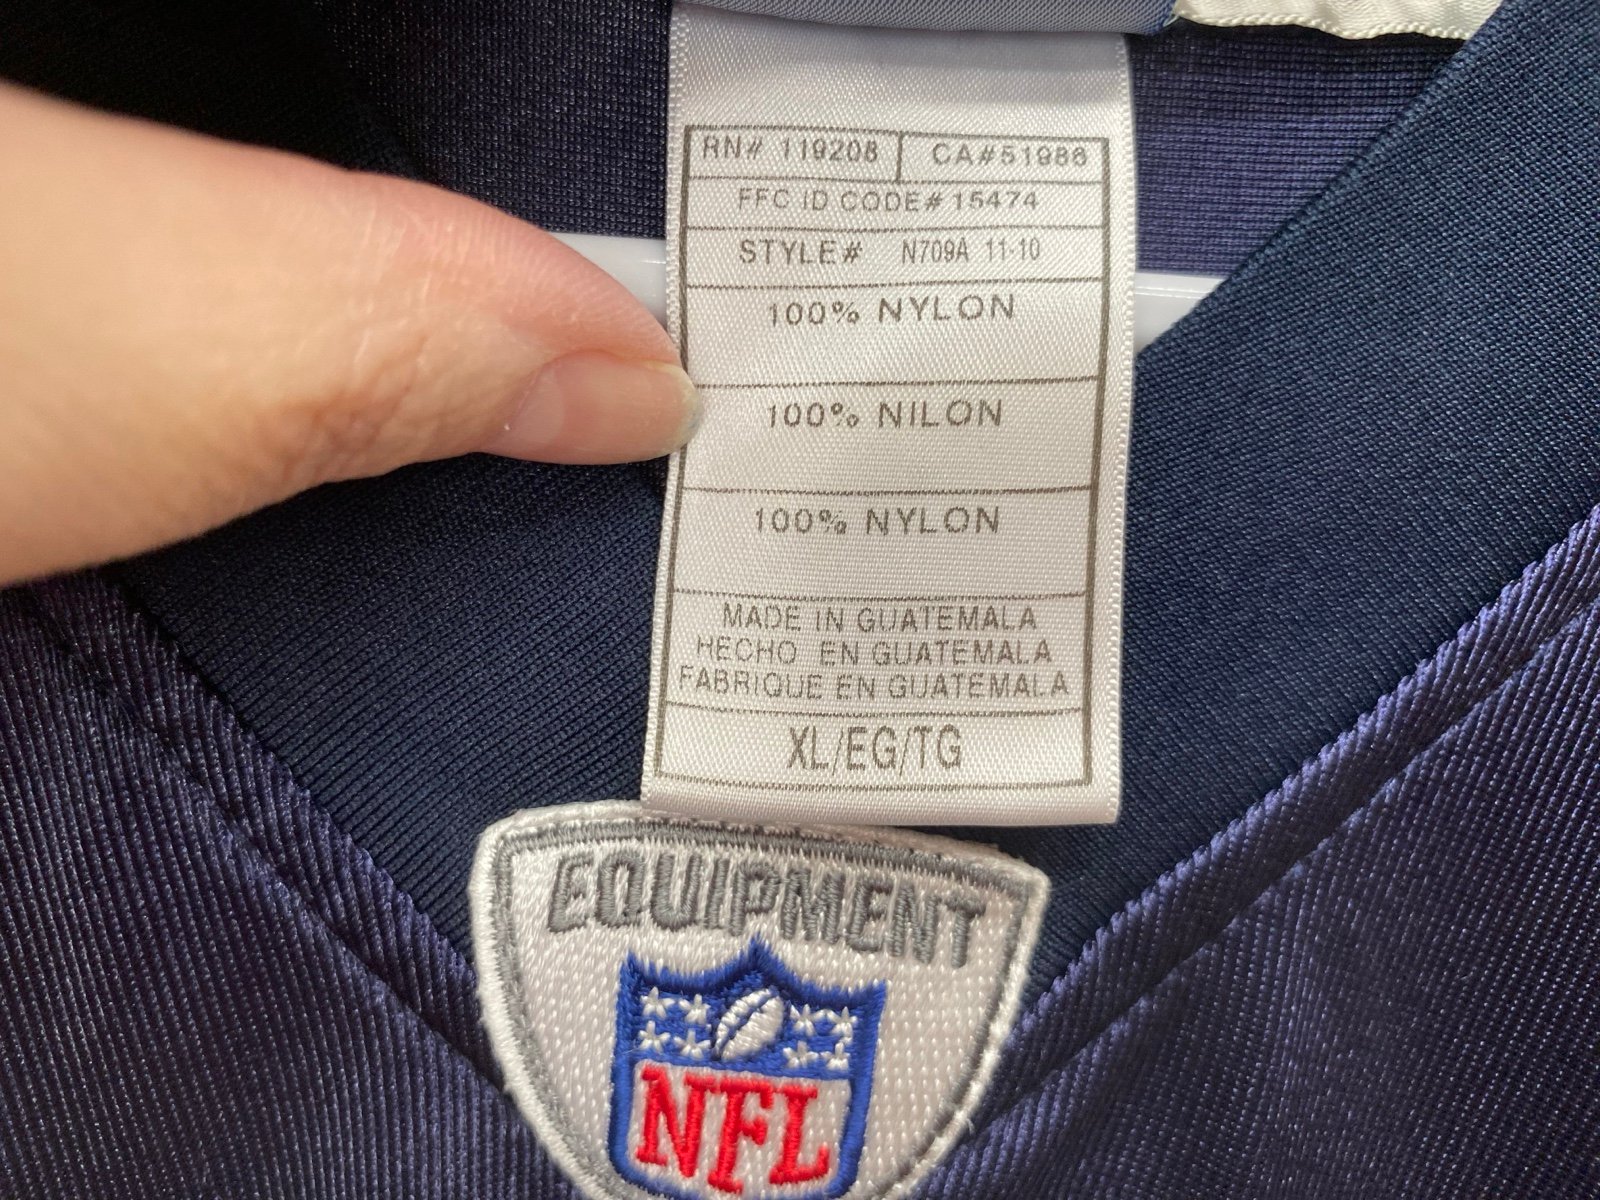 RN# 119208 CA#51988
FFC ID CODE# 15474
STYLE# N709A 11-10
100% NYLON
100% NILON
100% NYLON
MADE IN GUATEMALA
HECHO EN GUATEMALA
FABRIQUE EN GUATEMALA
XL/EG/TG
EQUIPMENT
NFL